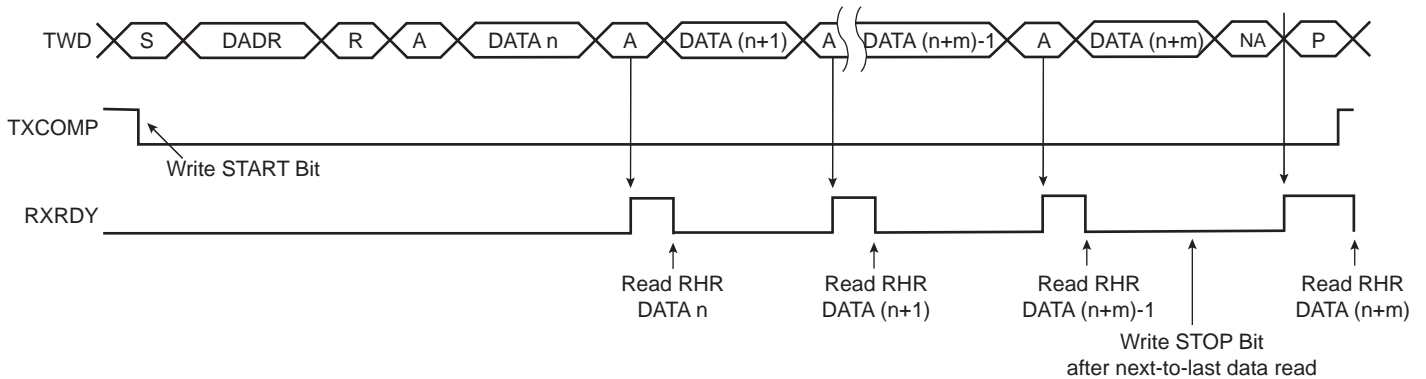 TWD S DADR R A DATA n A DATA (n+1) A DATA (n+m)-1 A DATA (n+m) NA P
TXCOMP
Write START Bit
RXRDY
Read RHR Read RHR Read RHR Read RHR
DATA n DATA (n+1) DATA (n+m)-1 DATA (n+m)
Write STOP Bit
after next-to-last data read